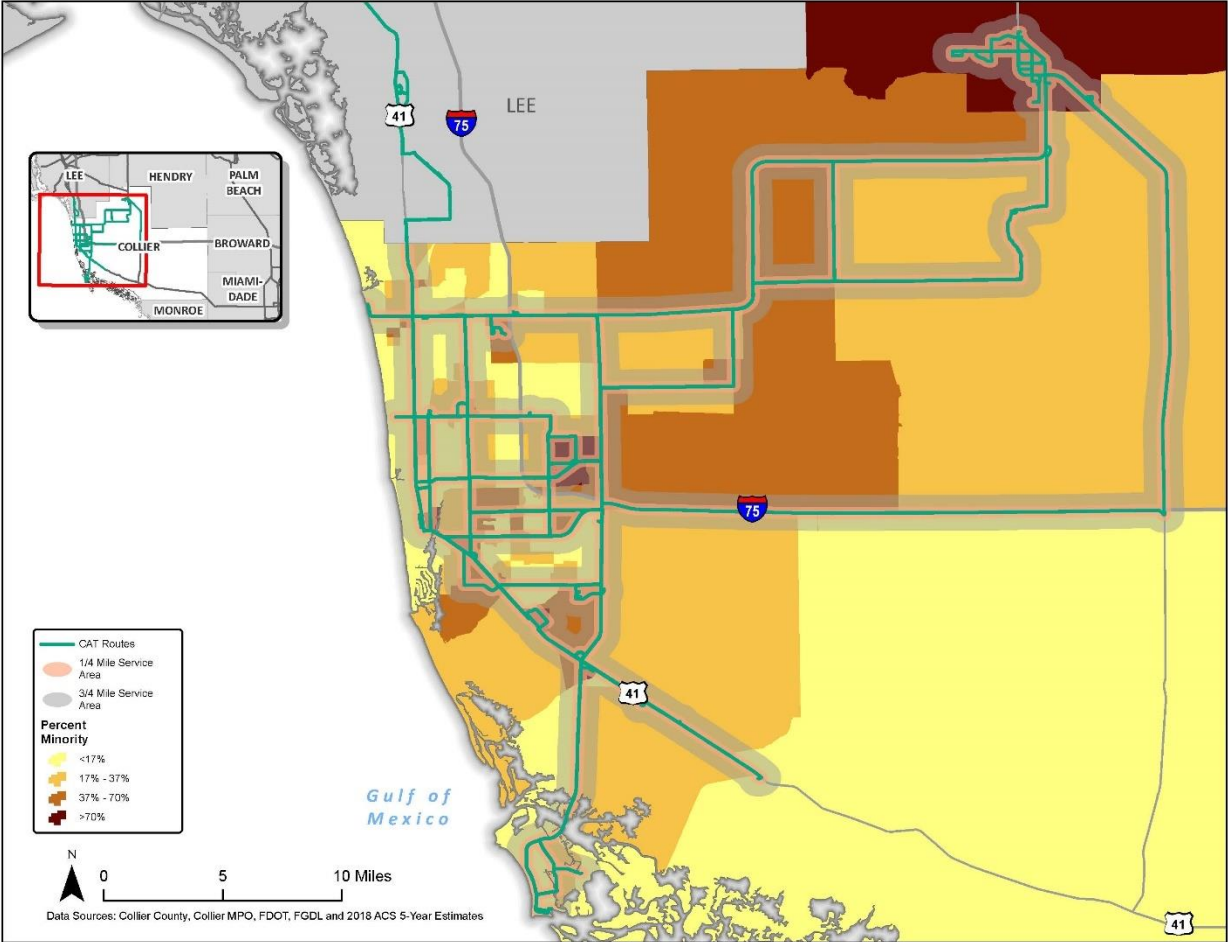 41
75
LEE
LEE
HENDRY
PALM
BEACH
COLLIER
BROWARD
MIAMI-
DADE
MONROE
75
41
CAT Routes
1/4 Mile Service
Area
3/4 Mile Service
Area
Percent
Minority
<17%
17% - 37%
37% - 70%
>70%
Gulf of
Mexico
N
0 5 10 Miles
Data Sources: Collier County, Collier MPO, FDOT, FGDL and 2018 ACS 5-Year Estimates
41